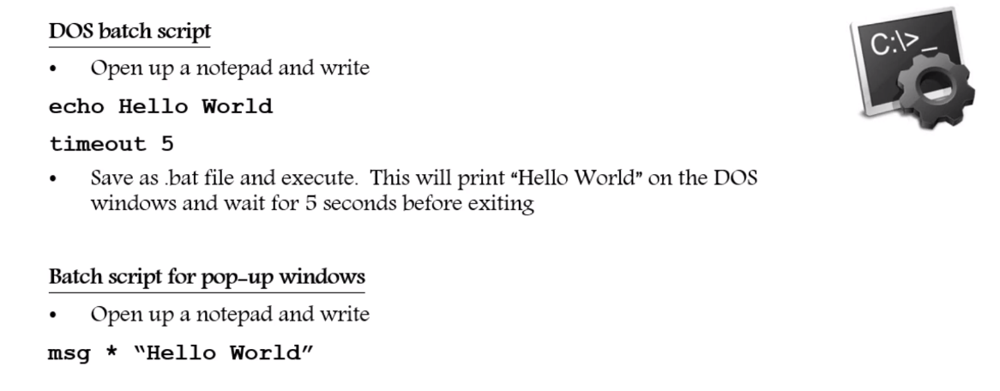 DOS batch script
• Open up a notepad and write
echo Hello World
timeout 5
• Save as .bat file and execute.  This will print “Hello World” on the DOS
windows and wait for 5 seconds before exiting
Batch script for pop-up windows
• Open up a notepad and write
msg * “Hello World”
C:\>_